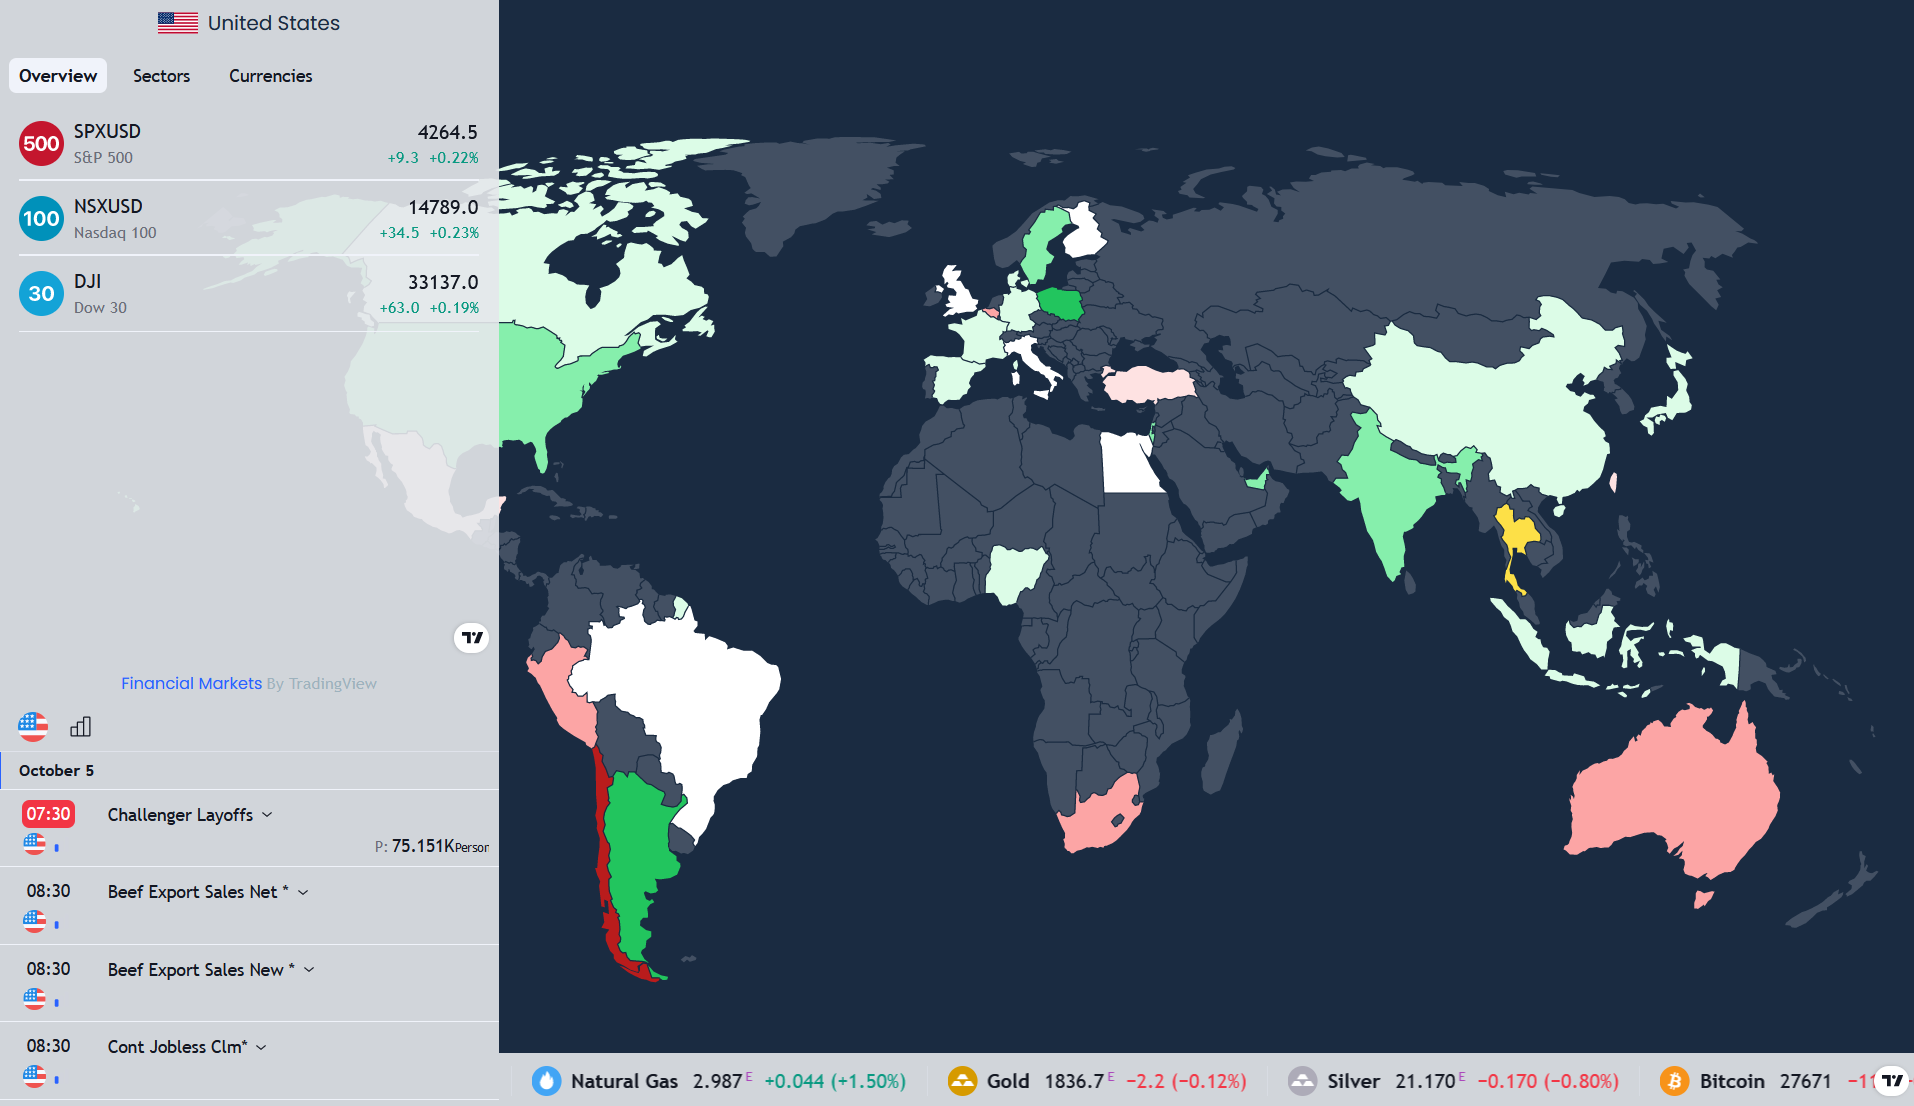 United States
Overview Sectors Currencies
500 SPXUSD 4264.5
S&P 500 +9.3 +0.22%
100 NSXUSD 14789.0
Nasdaq 100 +34.5 +0.23%
30 DJI 33137.0
Dow 30 +63.0 +0.19%
Financial Markets By TradingView
October 5
07:30 Challenger Layoffs
P: 75.151KPerson
08:30 Beef Export Sales Net *
08:30 Beef Export Sales New *
08:30 Cont Jobless Clm*
Natural Gas 2.987 E +0.044 (+1.50%) Gold 1836.7 E −2.2 (−0.12%) Silver 21.170 E −0.170 (−0.80%) Bitcoin 27671